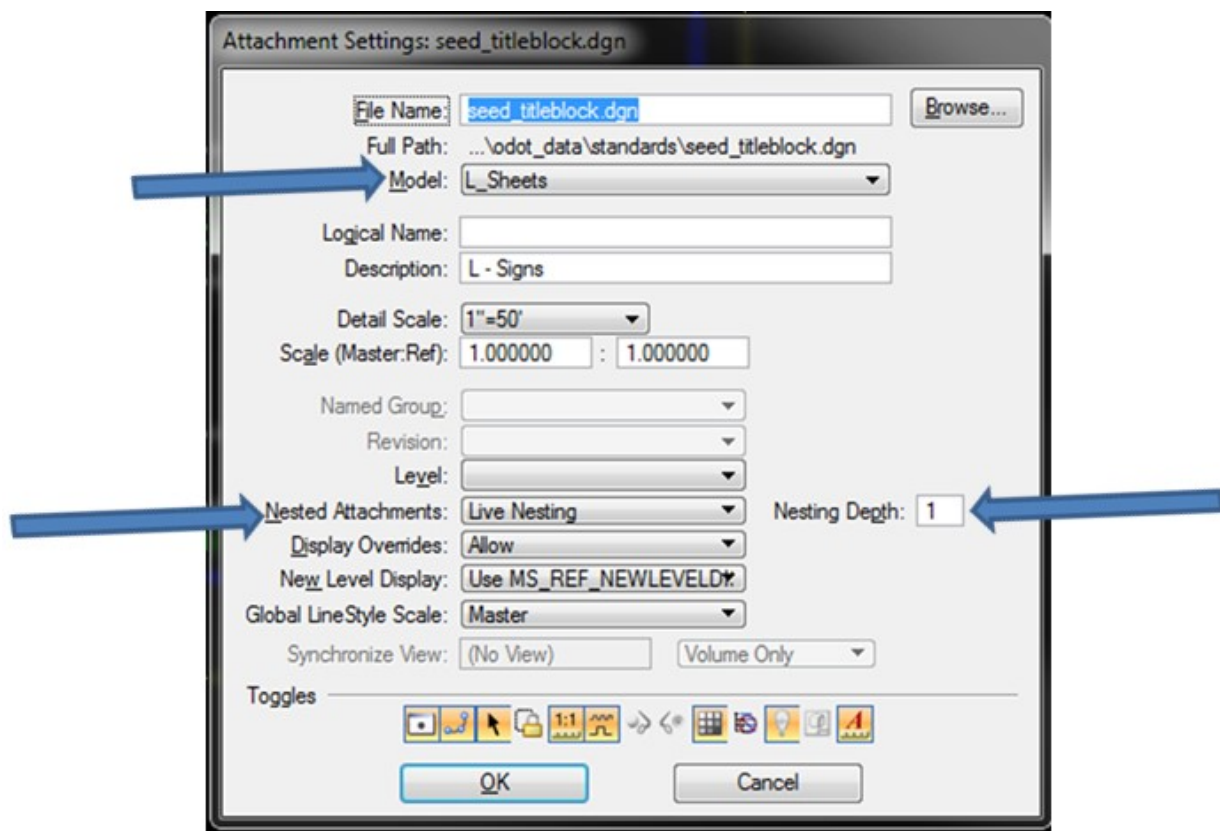 Attachment Settings: seed_titleblock.dgn
File Name: seed_titleblock.dgn Browse...
Full Path: ...\odot_data\standards\seed_titleblock.dgn
Model: L_Sheets
Logical Name:
Description: L - Signs
Detail Scale: 1"=50'
Scale (Master:Ref): 1.000000 : 1.000000
Named Group:
Revision:
Level:
Nested Attachments: Live Nesting Nesting Depth: 1
Display Overrides: Allow
New Level Display: Use MS_REF_NEWLEVELDI
Global LineStyle Scale: Master
Synchronize View: (No View) Volume Only
Toggles
1:1 A
OK Cancel